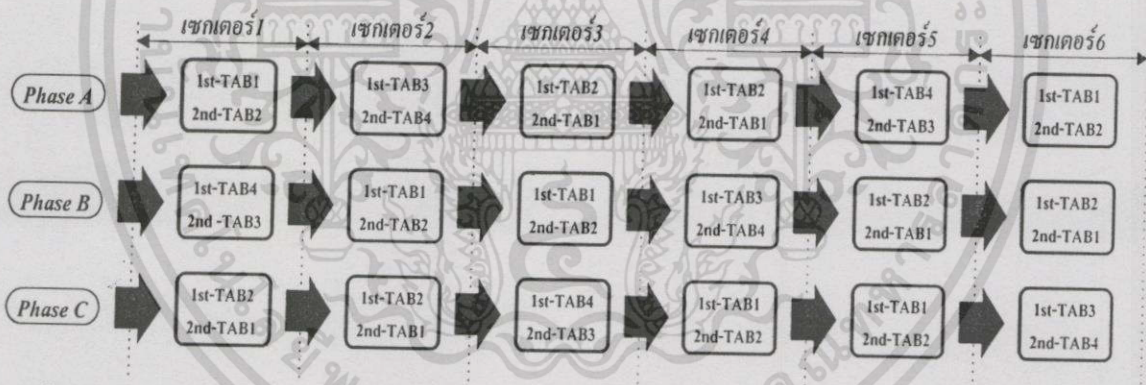 เซกเตอร์1 เซกเตอร์2 เซกเตอร์3 เซกเตอร์4 เซกเตอร์5 เซกเตอร์6
Phase A
1st-TAB1 1st-TAB3 1st-TAB2 1st-TAB2 1st-TAB4 1st-TAB1
2nd-TAB2 2nd-TAB4 2nd-TAB1 2nd-TAB1 2nd-TAB3 2nd-TAB2
Phase B
1st-TAB4 1st-TAB1 1st-TAB1 1st-TAB3 1st-TAB2 1st-TAB2
2nd -TAB3 2nd-TAB2 2nd-TAB2 2nd-TAB4 2nd-TAB1 2nd-TAB1
Phase C
1st-TAB2 1st-TAB2 1st-TAB4 1st-TAB1 1st-TAB1 1st-TAB3
2nd-TAB1 2nd-TAB1 2nd-TAB3 2nd-TAB2 2nd-TAB2 2nd-TAB4